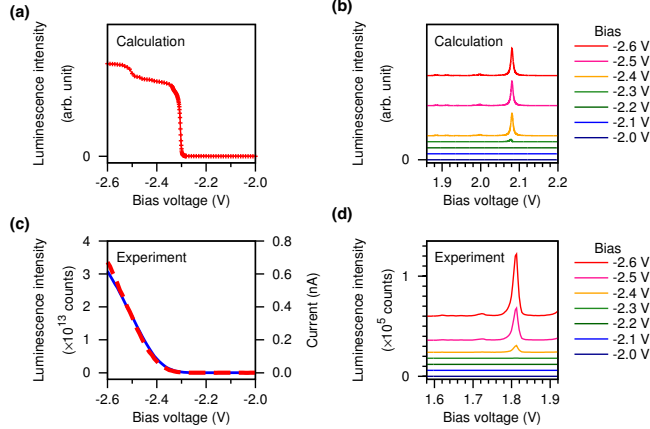 (a)
Luminescence intensity
(arb. unit)
Calculation
0
-2.6 -2.4 -2.2 -2.0
Bias voltage (V)
(b)
Luminescence intensity
(arb. unit)
Calculation
0
1.9 2.0 2.1 2.2
Bias voltage (V)
Bias
-2.6 V
-2.5 V
-2.4 V
-2.3 V
-2.2 V
-2.1 V
-2.0 V
(c)
Luminescence intensity
(×10¹³ counts)
Experiment
4
3
2
1
0
0.8
0.6
0.4
0.2
0.0
Current (nA)
-2.6 -2.4 -2.2 -2.0
Bias voltage (V)
(d)
Luminescence intensity
(×10⁵ counts)
Experiment
1
0
1.6 1.7 1.8 1.9
Bias voltage (V)
Bias
-2.6 V
-2.5 V
-2.4 V
-2.3 V
-2.2 V
-2.1 V
-2.0 V